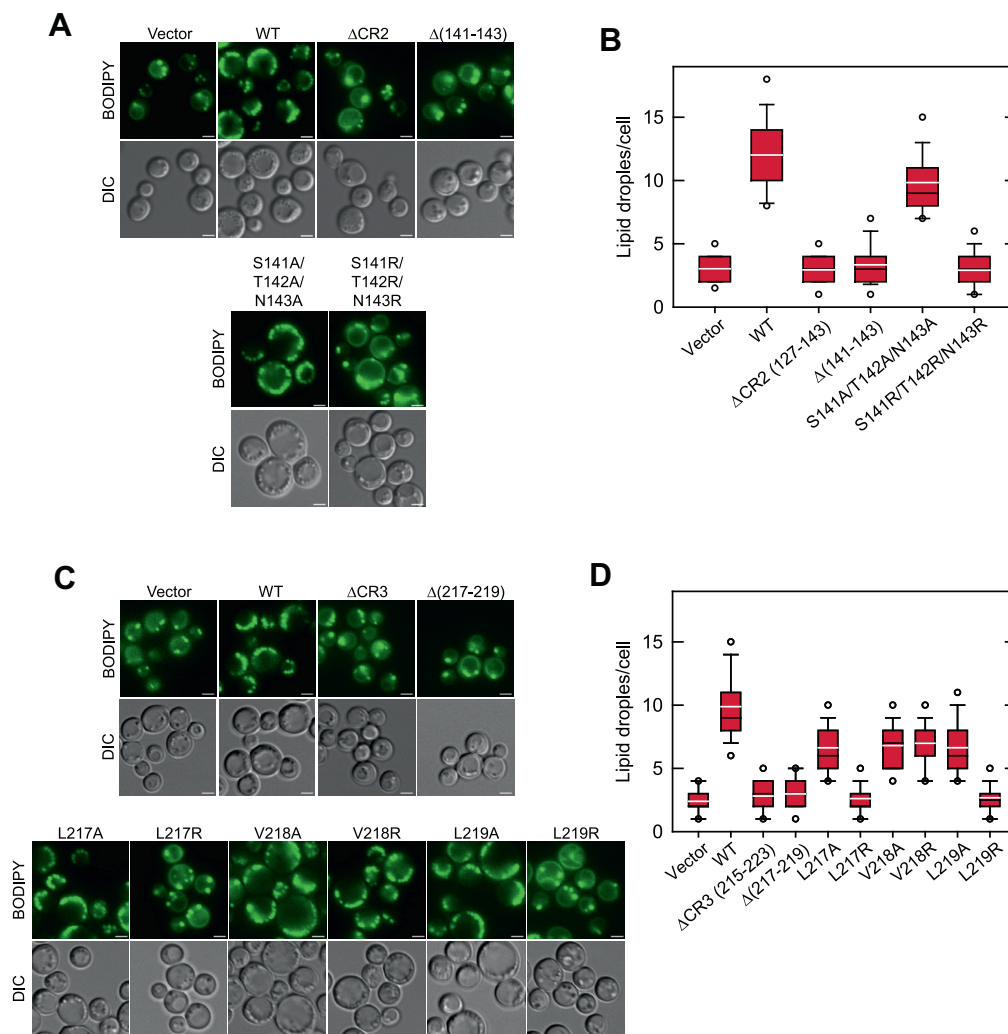 A
Vector WT ΔCR2 Δ(141-143)
BODIPY
DIC
S141A/ S141R/
T142A/ T142R/
N143A N143R
BODIPY
DIC
B
Lipid droples/cell
15
10
5
0
Vector
WT
ΔCR2 (127-143)
Δ(141-143)
S141A/T142A/N143A
S141R/T142R/N143R
C
Vector WT ΔCR3 Δ(217-219)
BODIPY
DIC
L217A L217R V218A V218R L219A L219R
BODIPY
DIC
D
Lipid droples/cell
15
10
5
0
Vector
WT
ΔCR3 (215-223)
Δ(217-219)
L217A
L217R
V218A
V218R
L219A
L219R